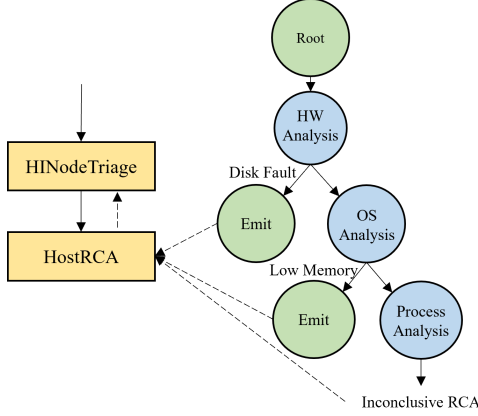 Root
HW
Analysis
Disk Fault
HINodeTriage
Emit
OS
Analysis
HostRCA
Low Memory
Emit
Process
Analysis
Inconclusive RCA